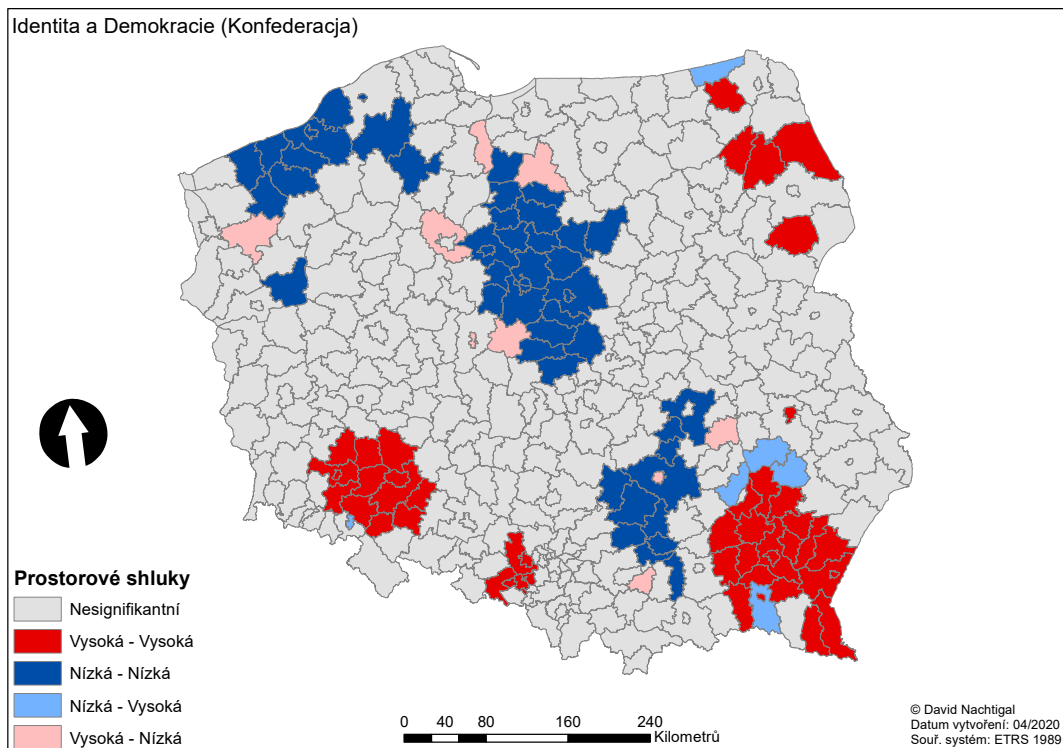 Identita a Demokracie (Konfederacja)
Prostorové shluky
Nesignifikantní
Vysoká - Vysoká
Nízká - Nízká
Nízká - Vysoká
Vysoká - Nízká
0 40 80 160 240
Kilometrů
© David Nachtigal
Datum vytvoření: 04/2020
Souř. systém: ETRS 1989